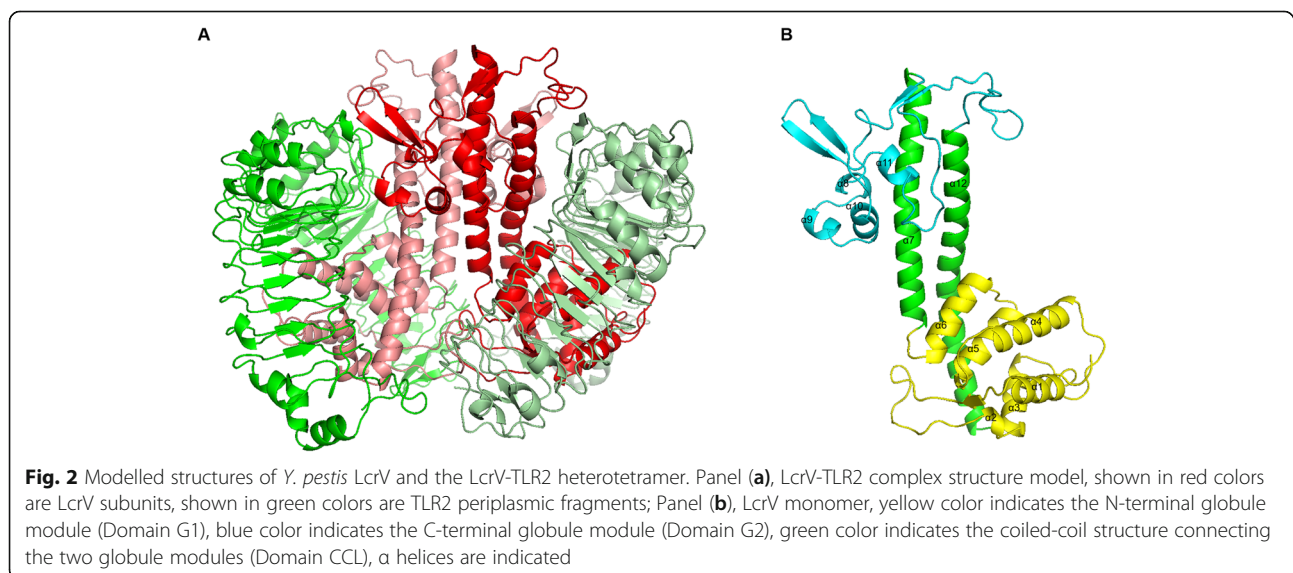 A
B
α11
α8
α10
α9
α12
α7
α6
α4
α5
α1
α3
α2
Fig. 2 Modelled structures of Y. pestis LcrV and the LcrV-TLR2 heterotetramer. Panel (a), LcrV-TLR2 complex structure model, shown in red colors
are LcrV subunits, shown in green colors are TLR2 periplasmic fragments; Panel (b), LcrV monomer, yellow color indicates the N-terminal globule
module (Domain G1), blue color indicates the C-terminal globule module (Domain G2), green color indicates the coiled-coil structure connecting
the two globule modules (Domain CCL), α helices are indicated